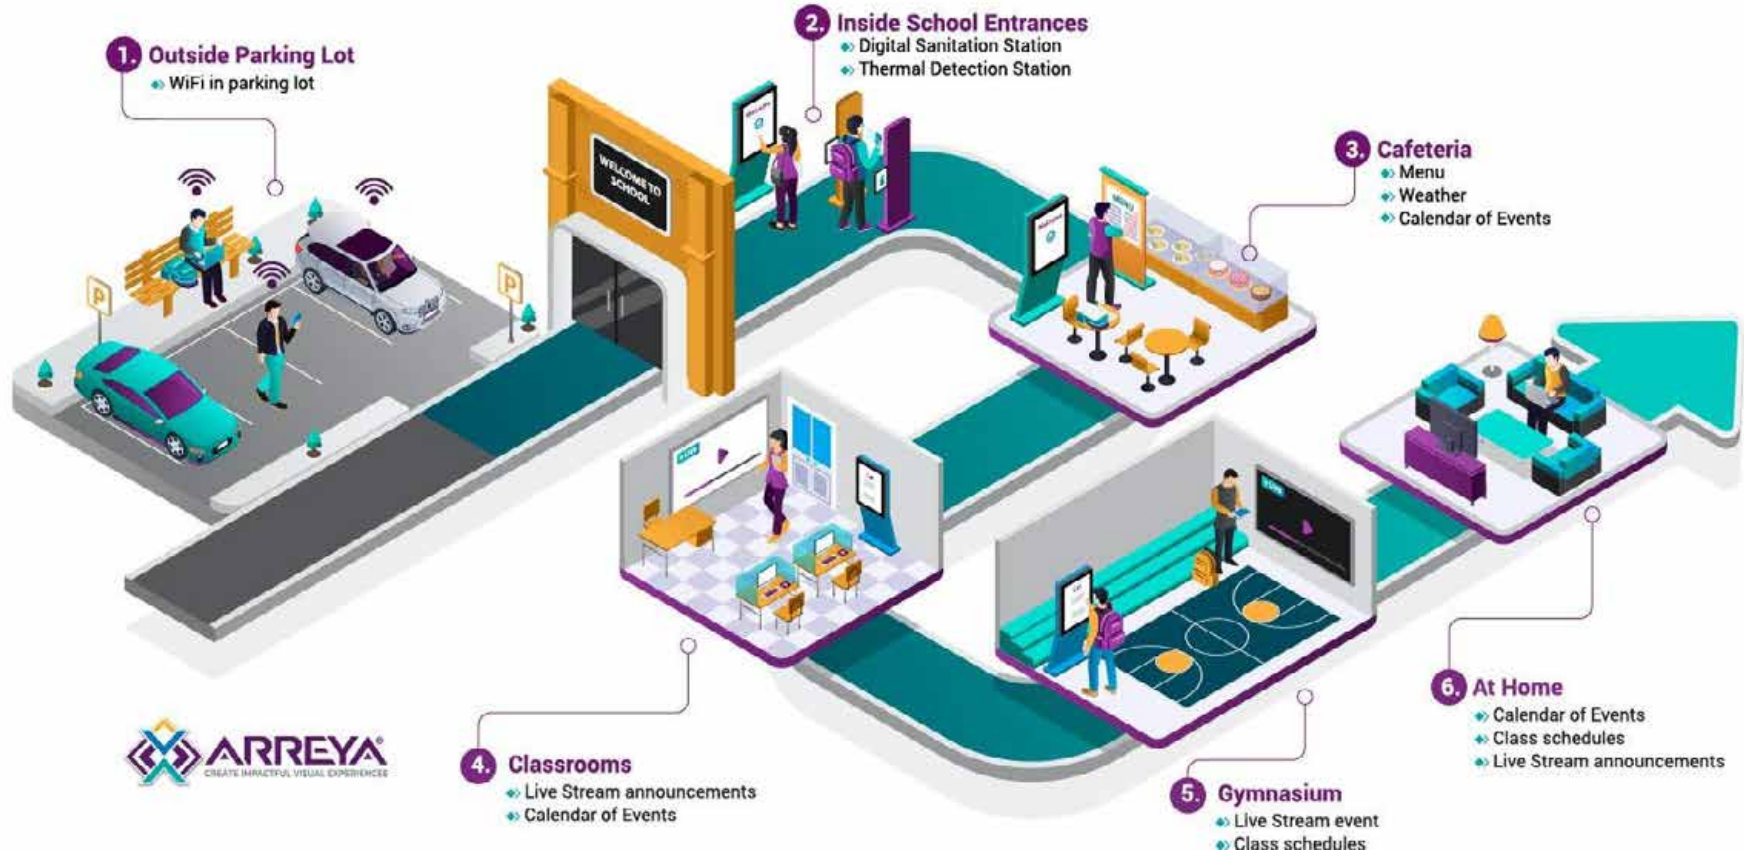 1. Outside Parking Lot
WiFi in parking lot
2. Inside School Entrances
Digital Sanitation Station
Thermal Detection Station
3. Cafeteria
Menu
Weather
Calendar of Events
WELCOME TO
SCHOOL
P
P
MENU
LIVE
LIVE
ARREYA
CREATE IMPACTFUL VISUAL EXPERIENCES
4. Classrooms
Live Stream announcements
Calendar of Events
5. Gymnasium
Live Stream event
Class schedules
6. At Home
Calendar of Events
Class schedules
Live Stream announcements